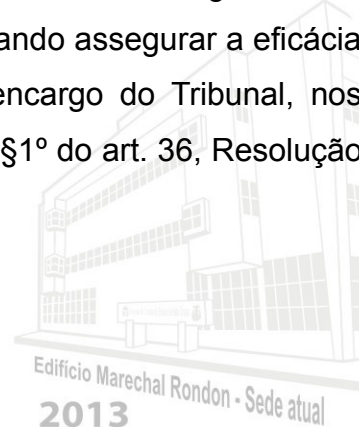 ando assegurar a eficácia
encargo do Tribunal, nos
§1º do art. 36, Resolução
Edifício Marechal Rondon - Sede atual
2013